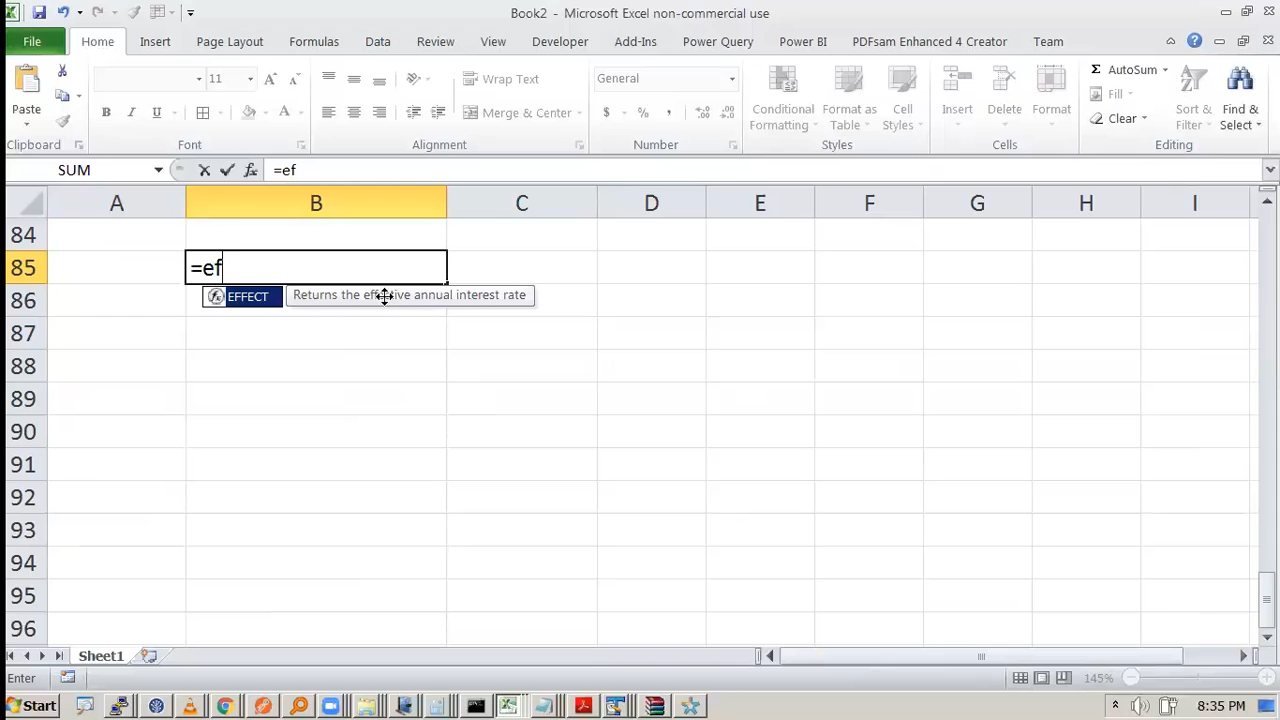 Book2 - Microsoft Excel non-commercial use
File Home Insert Page Layout Formulas Data Review View Developer Add-Ins Power Query Power BI PDFsam Enhanced 4 Creator Team
Paste
11
Wrap Text
General
AutoSum
B I U
Merge & Center
$ % ,
Conditional Formatting
Format as Table
Cell Styles
Insert
Delete
Format
Fill
Clear
Sort & Filter
Find & Select
Clipboard Font Alignment Number Styles Cells Editing
SUM =ef
A B C D E F G H I
84
85 =ef
86 EFFECT Returns the effective annual interest rate
87
88
89
90
91
92
93
94
95
96
Sheet1
Enter 145%
Start 8:35 PM